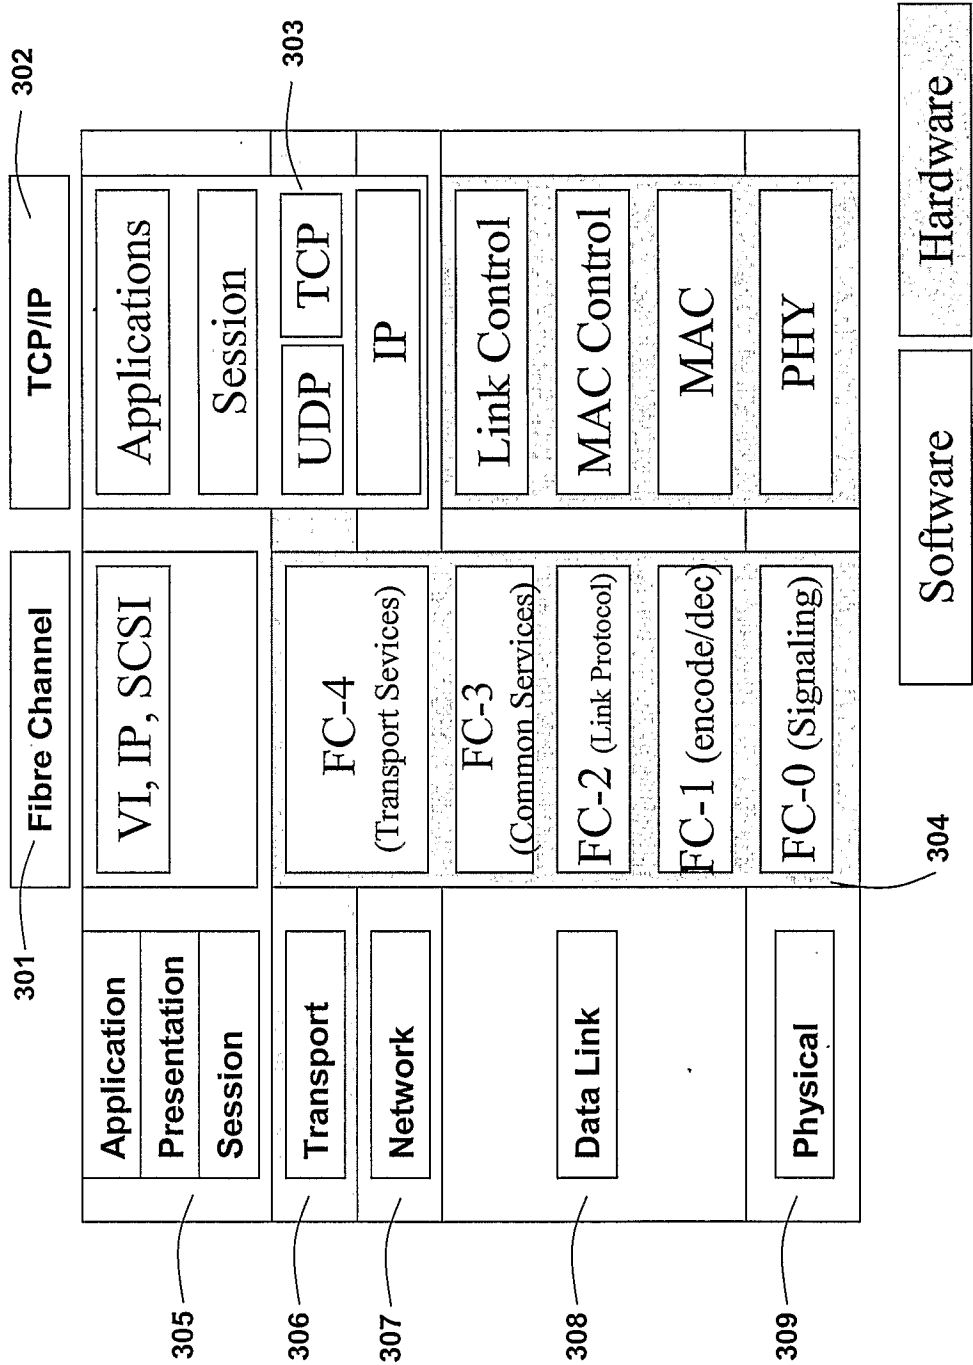 301
Fibre Channel
TCP/IP
302
305
Application
Presentation
Session
VI, IP, SCSI
Applications
Session
306
Transport
FC-4
(Transport Sevices)
UDP
TCP
303
307
Network
IP
308
Data Link
FC-3
(Common Services)
Link Control
FC-2 (Link Protocol)
MAC Control
FC-1 (encode/dec)
MAC
309
Physical
FC-0 (Signaling)
PHY
304
Software
Hardware